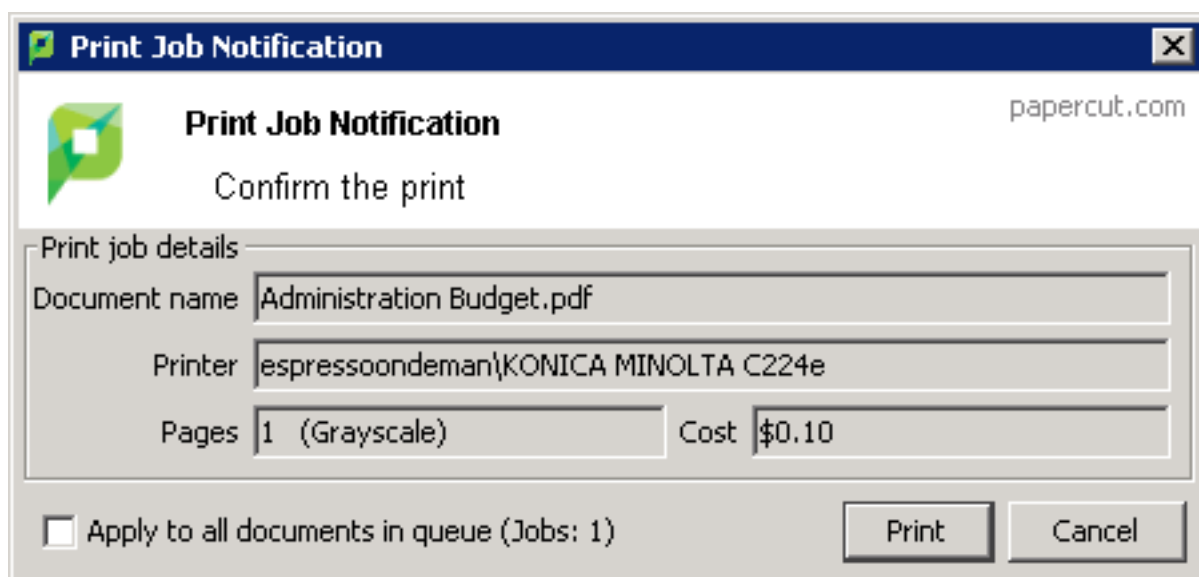 Print Job Notification
papercut.com
Print Job Notification
Confirm the print
Print job details
Document name Administration Budget.pdf
Printer espressoondeman\KONICA MINOLTA C224e
Pages 1 (Grayscale) Cost $0.10
Apply to all documents in queue (Jobs: 1) Print Cancel